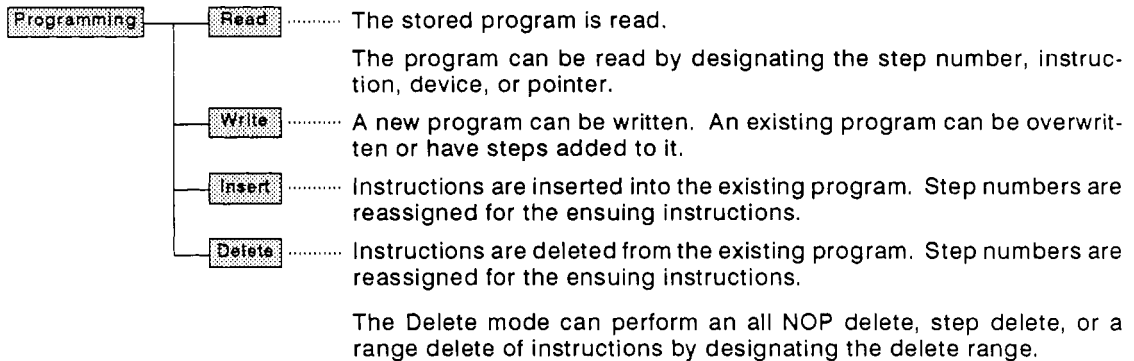 Programming Read .......... The stored program is read.
The program can be read by designating the step number, instruc-
tion, device, or pointer.
Write .......... A new program can be written. An existing program can be overwrit-
ten or have steps added to it.
Insert .......... Instructions are inserted into the existing program. Step numbers are
reassigned for the ensuing instructions.
Delete .......... Instructions are deleted from the existing program. Step numbers are
reassigned for the ensuing instructions.
The Delete mode can perform an all NOP delete, step delete, or a
range delete of instructions by designating the delete range.